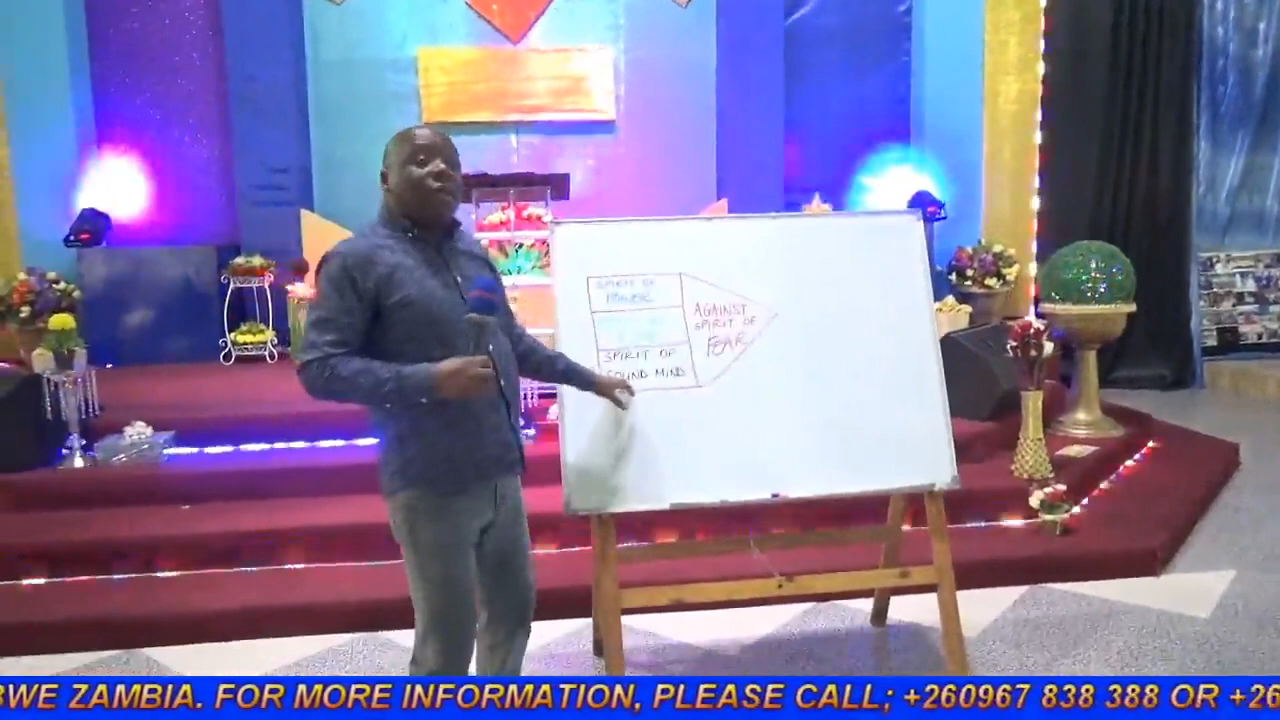 SPIRIT OF
POWER
SPIRIT OF
SOUND MIND
AGAINST
SPIRIT OF
FEAR
BWE ZAMBIA. FOR MORE INFORMATION, PLEASE CALL; +260967 838 388 OR +26